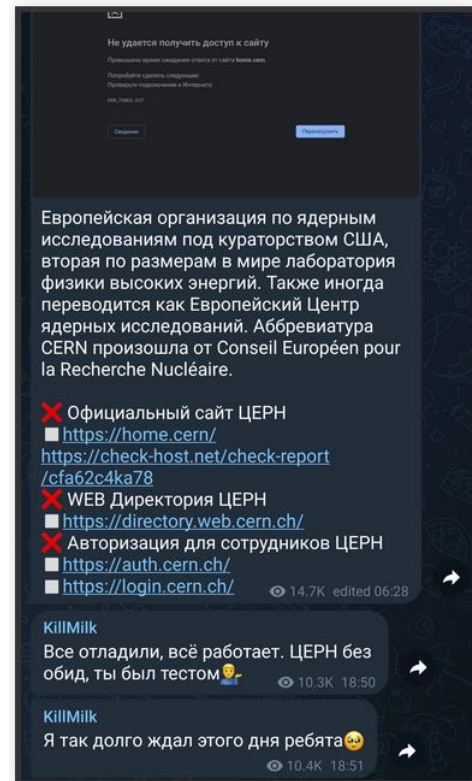 Не удается получить доступ к сайту
Превышено время ожидания ответа от сайта home.cern.
Попробуйте сделать следующее:
Проверьте подключение к Интернету.
ERR_TIMED_OUT
Сведения
Перезагрузить
Европейская организация по ядерным
исследованиям под кураторством США,
вторая по размерам в мире лаборатория
физики высоких энергий. Также иногда
переводится как Европейский Центр
ядерных исследований. Аббревиатура
CERN произошла от Conseil Européen pour
la Recherche Nucléaire.
❌ Официальный сайт ЦЕРН
https://home.cern/
https://check-host.net/check-report
/cfa62c4ka78
❌ WEB Директория ЦЕРН
https://directory.web.cern.ch/
❌ Авторизация для сотрудников ЦЕРН
https://auth.cern.ch/
https://login.cern.ch/ 14.7K edited 06:28
KillMilk
Все отладили, всё работает. ЦЕРН без
обид, ты был тестом 10.3K 18:50
KillMilk
Я так долго ждал этого дня ребята🥹
10.4K 18:51